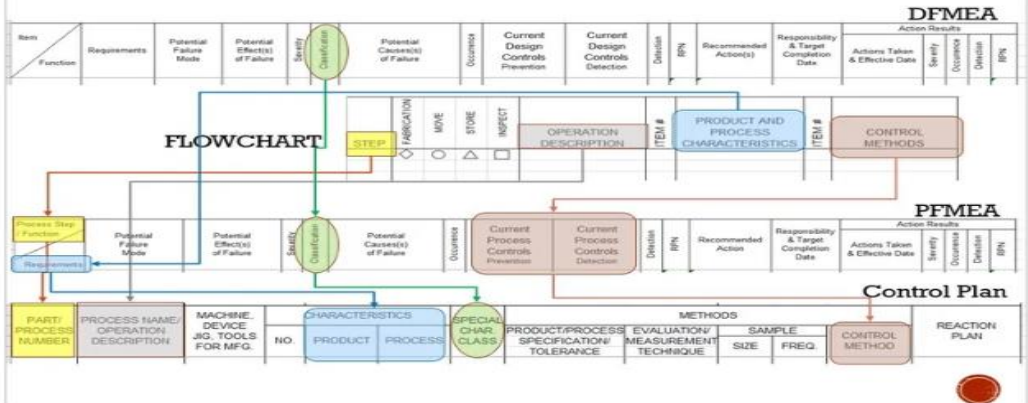 DFMEA
Item
Function
Requirements
Potential
Failure
Mode
Potential
Effect(s)
of Failure
Severity
Classification
Potential
Causes(s)
of Failure
Occurrence
Current
Design
Controls
Prevention
Current
Design
Controls
Detection
Detection
RPN
Recommended
Action(s)
Responsibility
& Target
Completion
Date
Action Results
Actions Taken
& Effective Date
Severity
Occurrence
Detection
RPN
FLOWCHART
STEP
FABRICATION
MOVE
STORE
INSPECT
OPERATION
DESCRIPTION
ITEM #
PRODUCT AND
PROCESS
CHARACTERISTICS
ITEM #
CONTROL
METHODS
PFMEA
Process Step
/ Function
Requirements
Potential
Failure
Mode
Potential
Effect(s)
of Failure
Severity
Classification
Potential
Causes(s)
of Failure
Occurrence
Current
Process
Controls
Prevention
Current
Process
Controls
Detection
Detection
RPN
Recommended
Action
Responsibility
& Target
Completion
Date
Action Results
Actions Taken
& Effective Date
Severity
Occurrence
Detection
RPN
Control Plan
PART/
PROCESS
NUMBER
PROCESS NAME/
OPERATION
DESCRIPTION
MACHINE,
DEVICE
JIG, TOOLS
FOR MFG.
CHARACTERISTICS
NO.
PRODUCT
PROCESS
SPECIAL
CHAR.
CLASS
METHODS
PRODUCT/PROCESS
SPECIFICATION/
TOLERANCE
EVALUATION/
MEASUREMENT
TECHNIQUE
SAMPLE
SIZE
FREQ.
CONTROL
METHOD
REACTION
PLAN